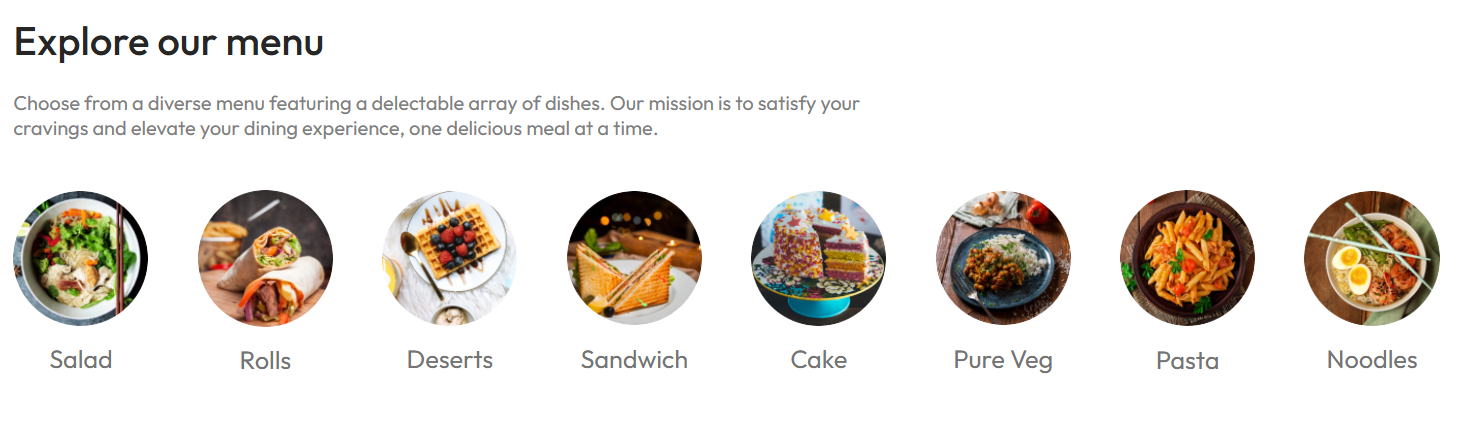 Explore our menu
Choose from a diverse menu featuring a delectable array of dishes. Our mission is to satisfy your
cravings and elevate your dining experience, one delicious meal at a time.
Salad
Rolls
Deserts
Sandwich
Cake
Pure Veg
Pasta
Noodles